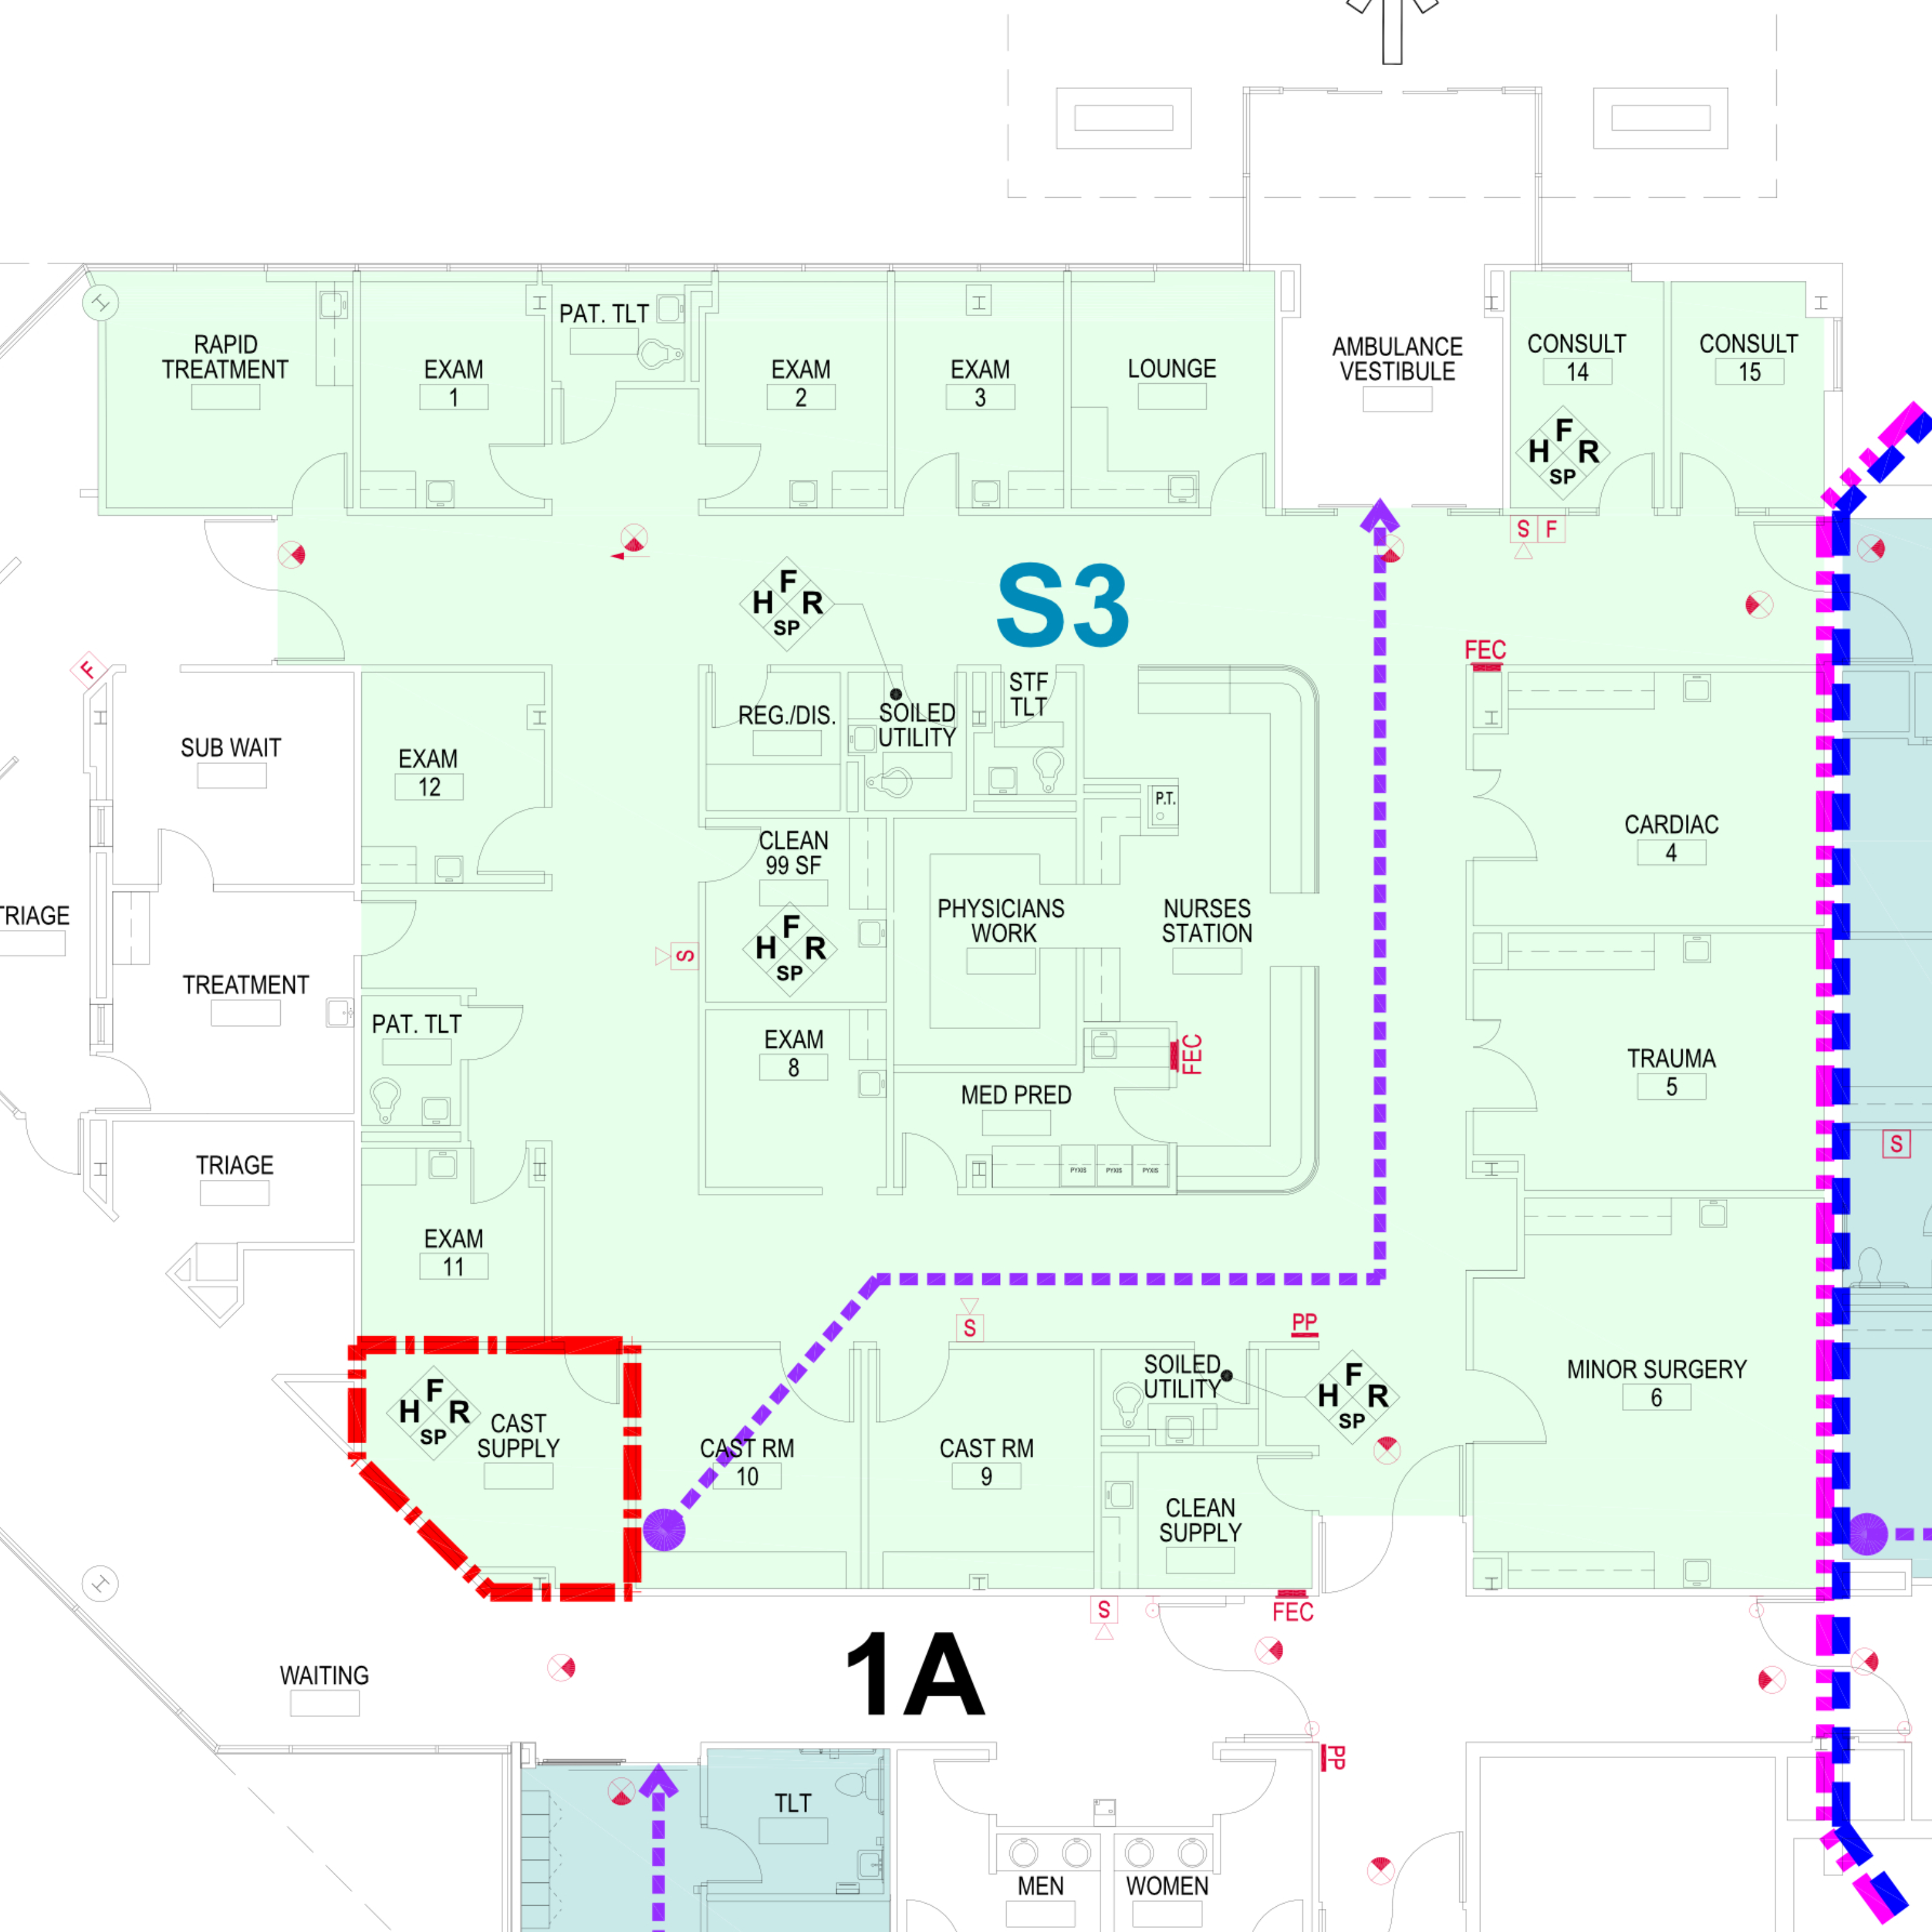 RAPID
TREATMENT
EXAM
1
PAT. TLT
EXAM
2
EXAM
3
LOUNGE
AMBULANCE
VESTIBULE
CONSULT
14
CONSULT
15
F
H R
SP
S F
S3
F
H R
SP
FEC
F
SUB WAIT
EXAM
12
REG./DIS.
SOILED
UTILITY
STF
TLT
P.T.
CLEAN
99 SF
F
H R
SP
S
PHYSICIANS
WORK
NURSES
STATION
CARDIAC
4
TRIAGE
TREATMENT
PAT. TLT
EXAM
8
FEC
MED PRED
PYXIS PYXIS PYXIS
TRAUMA
5
S
TRIAGE
EXAM
11
S
PP
F
H R
SP
CAST
SUPPLY
CAST RM
10
CAST RM
9
SOILED
UTILITY
F
H R
SP
MINOR SURGERY
6
CLEAN
SUPPLY
S
FEC
1A
WAITING
PP
TLT
MEN
WOMEN